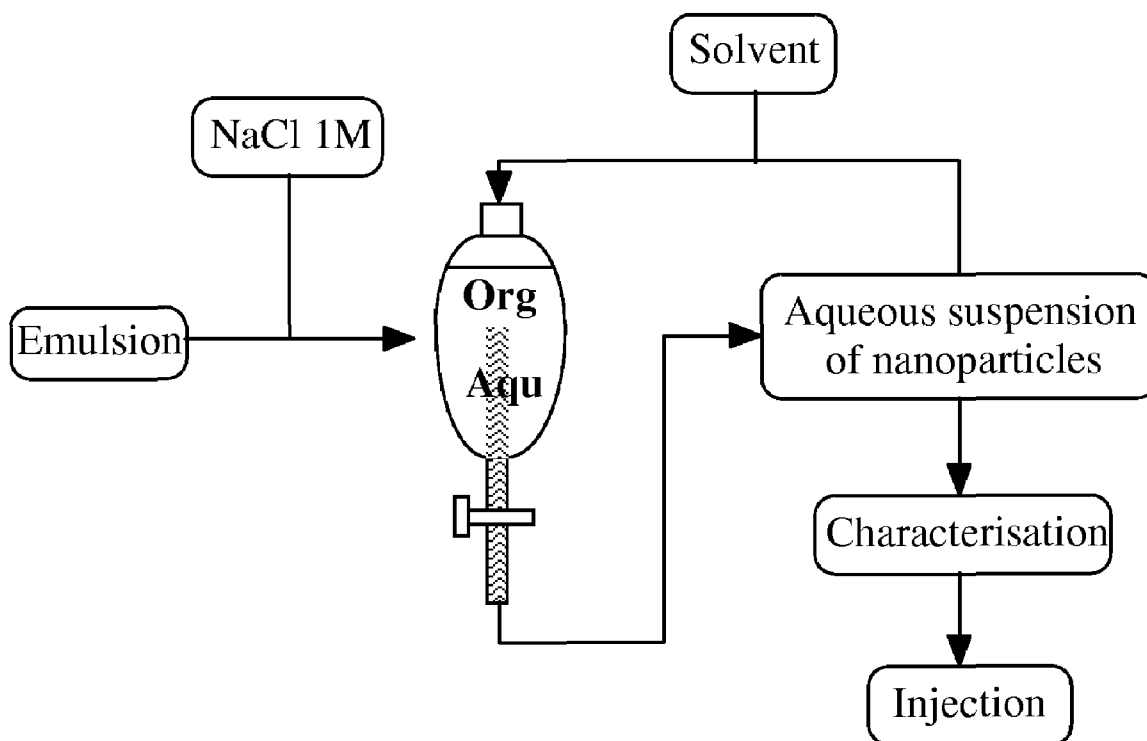 Solvent
NaCl 1M
Org
Emulsion
Aqu
Aqueous suspension
of nanoparticles
Characterisation
Injection